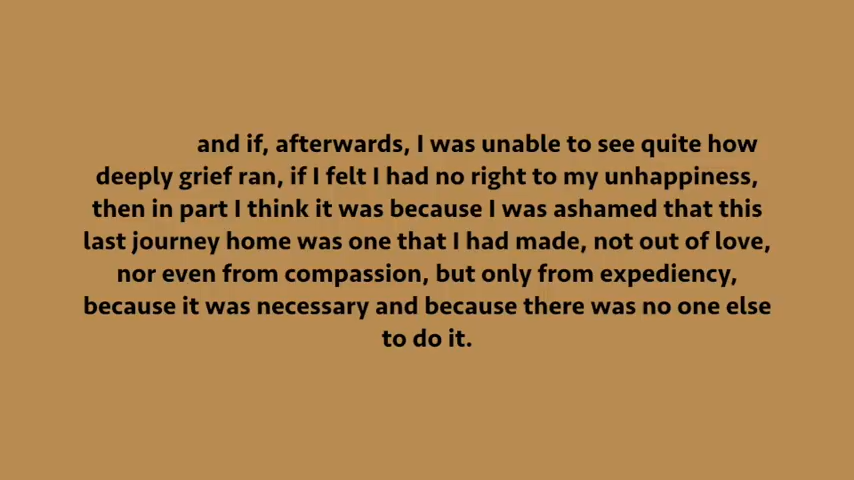 and if, afterwards, I was unable to see quite how
deeply grief ran, if I felt I had no right to my unhappiness,
then in part I think it was because I was ashamed that this
last journey home was one that I had made, not out of love,
nor even from compassion, but only from expediency,
because it was necessary and because there was no one else
to do it.